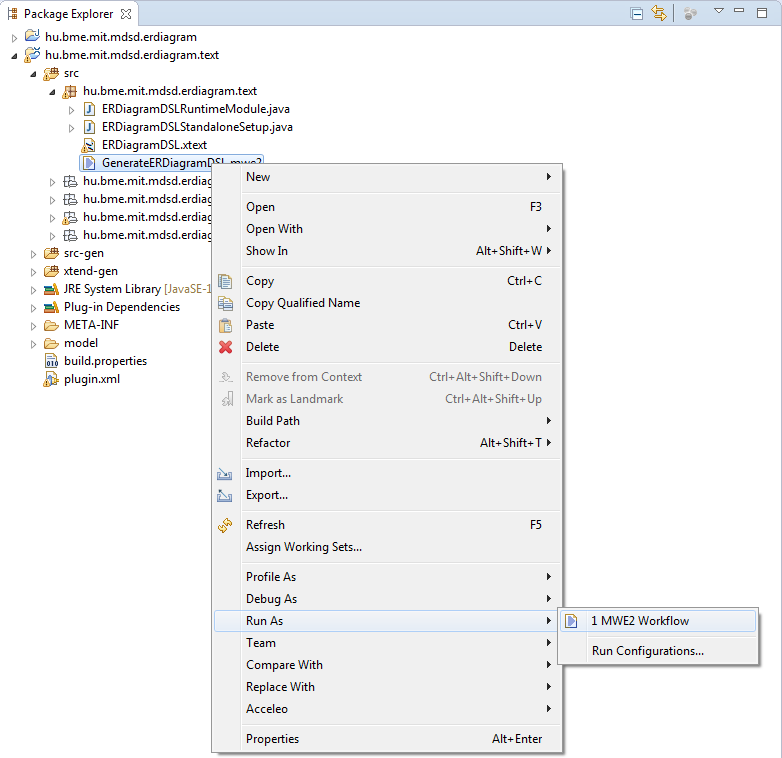 Package Explorer
hu.bme.mit.mdsd.erdiagram
hu.bme.mit.mdsd.erdiagram.text
src
hu.bme.mit.mdsd.erdiagram.text
ERDiagramDSLRuntimeModule.java
ERDiagramDSLStandaloneSetup.java
ERDiagramDSL.xtext
GenerateERDiagramDSL.mwe2
hu.bme.mit.mdsd.erdiag
hu.bme.mit.mdsd.erdiag
hu.bme.mit.mdsd.erdiag
hu.bme.mit.mdsd.erdiag
src-gen
xtend-gen
JRE System Library [JavaSE-1
Plug-in Dependencies
META-INF
model
build.properties
plugin.xml
New
Open F3
Open With
Show In Alt+Shift+W
Copy Ctrl+C
Copy Qualified Name
Paste Ctrl+V
Delete Delete
Remove from Context Ctrl+Alt+Shift+Down
Mark as Landmark Ctrl+Alt+Shift+Up
Build Path
Refactor Alt+Shift+T
Import...
Export...
Refresh F5
Assign Working Sets...
Profile As
Debug As
Run As
Team
Compare With
Replace With
Acceleo
Properties Alt+Enter
1 MWE2 Workflow
Run Configurations...